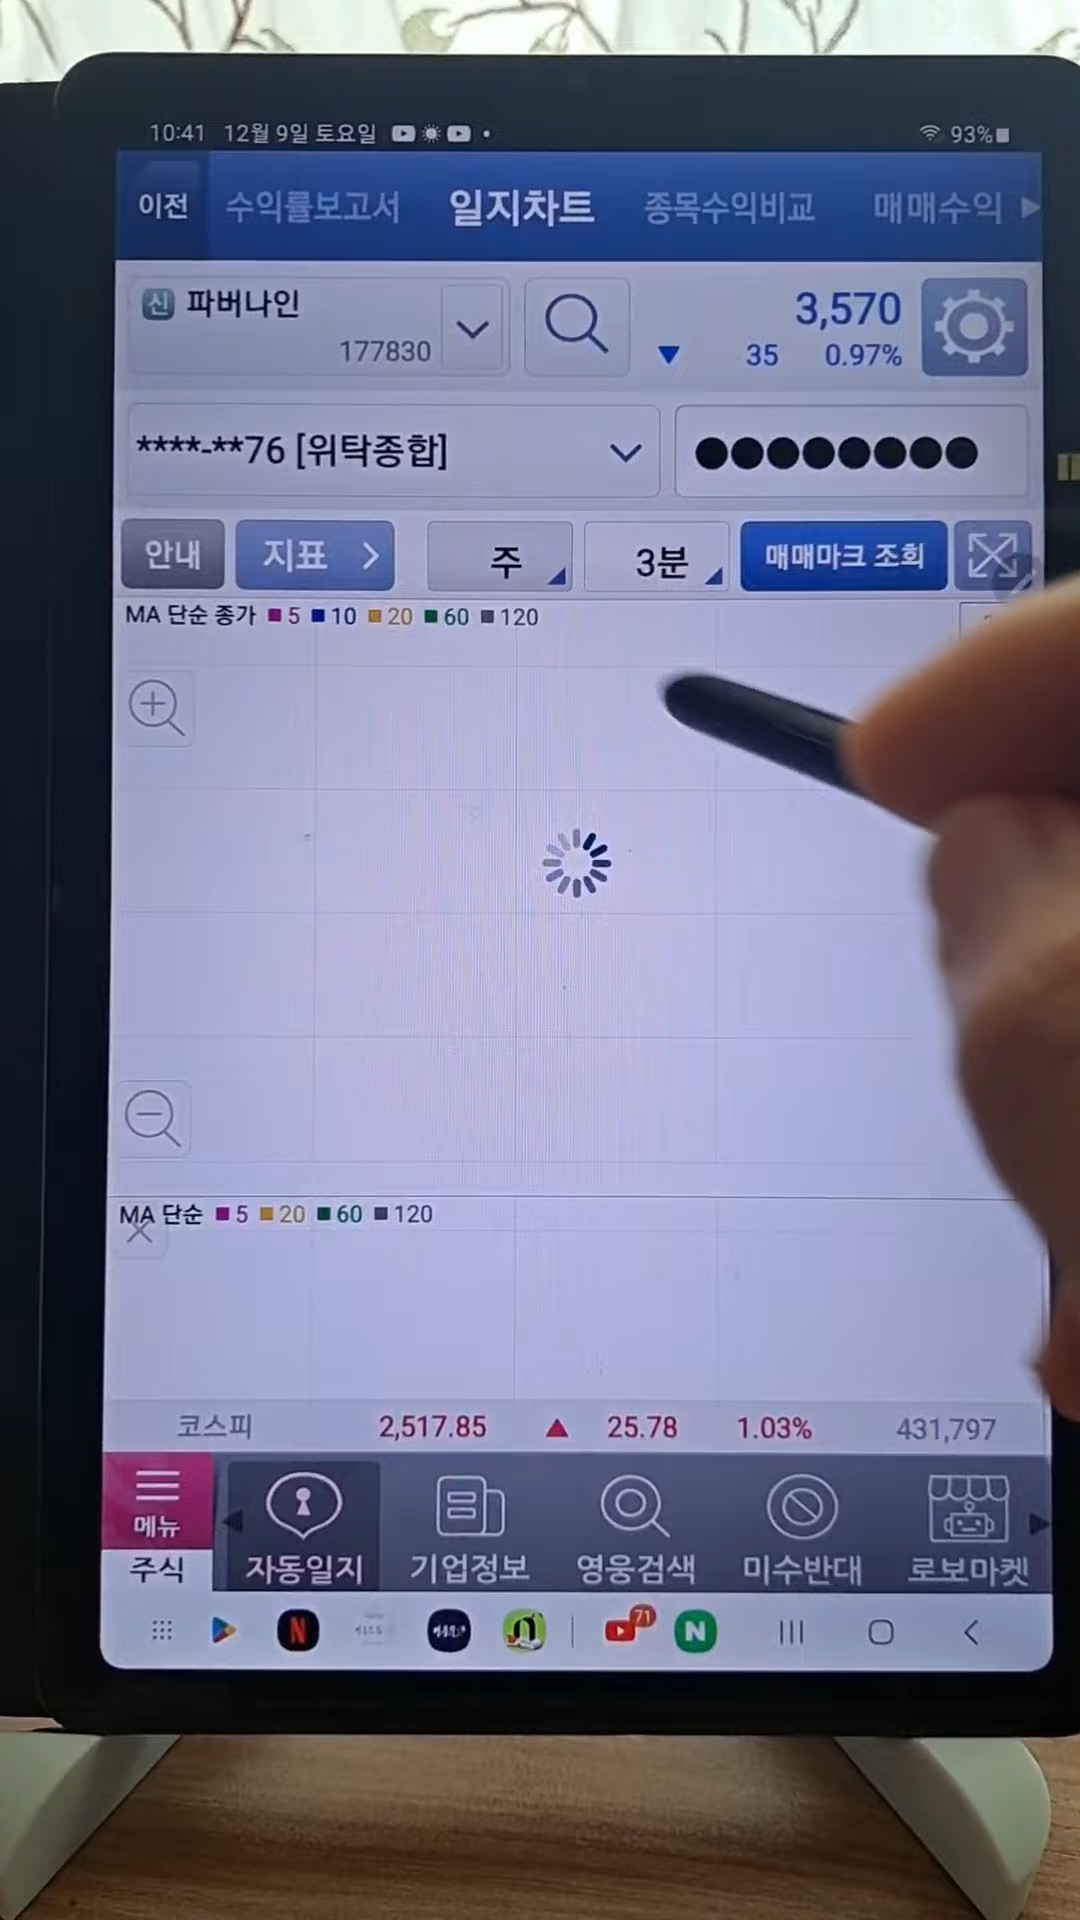 10:41 12월 9일 토요일 93%
이전 수익률보고서 일지차트 종목수익비교 매매수익
신 파버나인 3,570
177830 ▼ 35 0.97%
****-**76 [위탁종합] ●●●●●●●●
안내 지표 > 주 3분 매매마크 조회
MA 단순 종가 5 10 20 60 120
MA 단순 5 20 60 120
코스피 2,517.85 ▲ 25.78 1.03% 431,797
메뉴
주식 자동일지 기업정보 영웅검색 미수반대 로보마켓
N 71 N